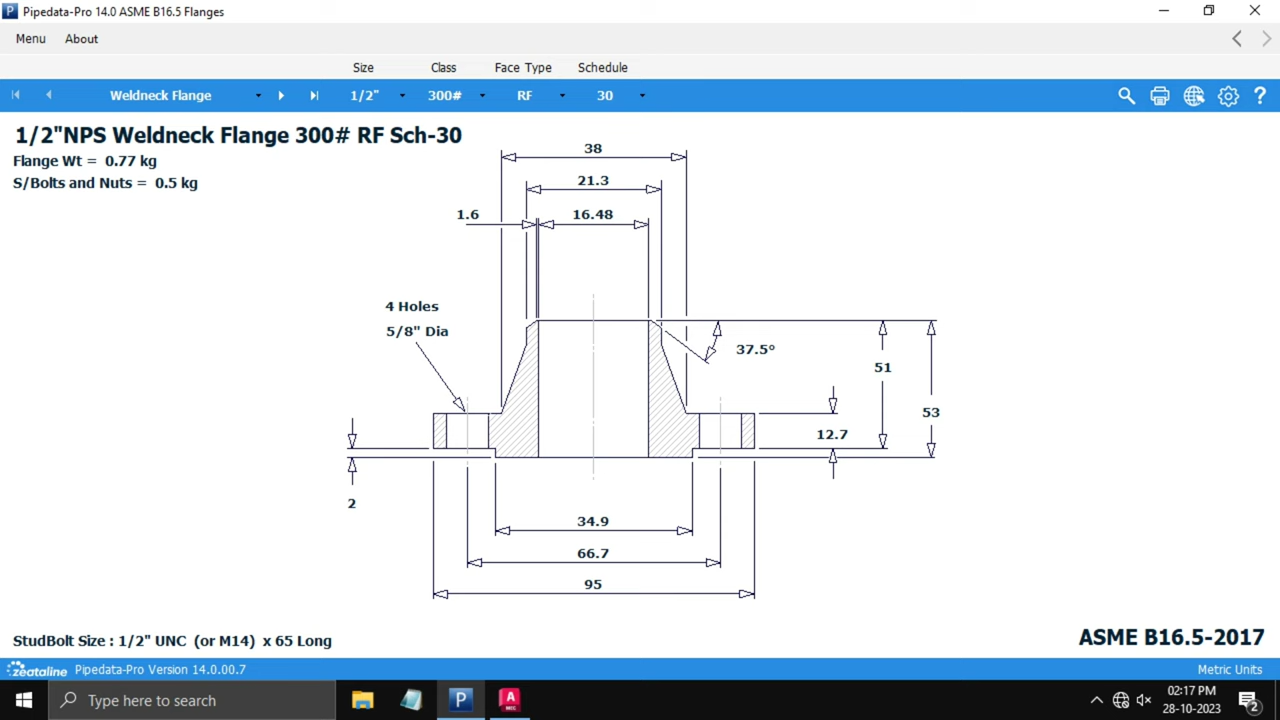 Pipedata-Pro 14.0 ASME B16.5 Flanges
Menu About
Size Class Face Type Schedule
Weldneck Flange 1/2" 300# RF 30
1/2"NPS Weldneck Flange 300# RF Sch-30
Flange Wt = 0.77 kg
S/Bolts and Nuts = 0.5 kg
38
21.3
1.6 16.48
4 Holes
5/8" Dia
37.5°
51
53
12.7
2
34.9
66.7
95
StudBolt Size : 1/2" UNC (or M14) x 65 Long
ASME B16.5-2017
zeataline Pipedata-Pro Version 14.0.00.7 Metric Units
Type here to search
02:17 PM
28-10-2023
2